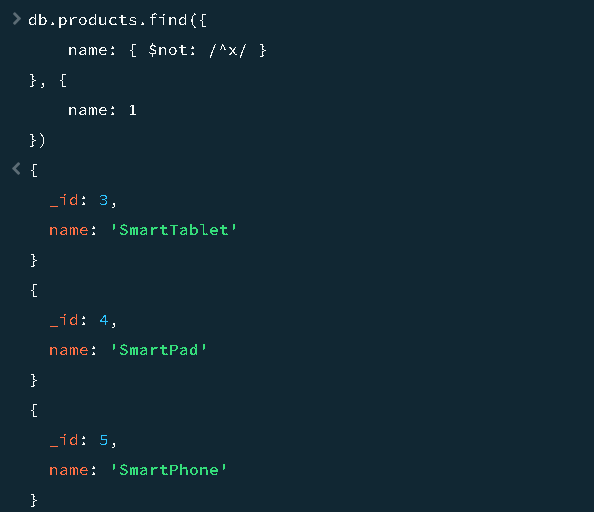 > db.products.find({
name: { $not: /^x/ }
}, {
name: 1
})
< {
_id: 3,
name: 'SmartTablet'
}
{
_id: 4,
name: 'SmartPad'
}
{
_id: 5,
name: 'SmartPhone'
}